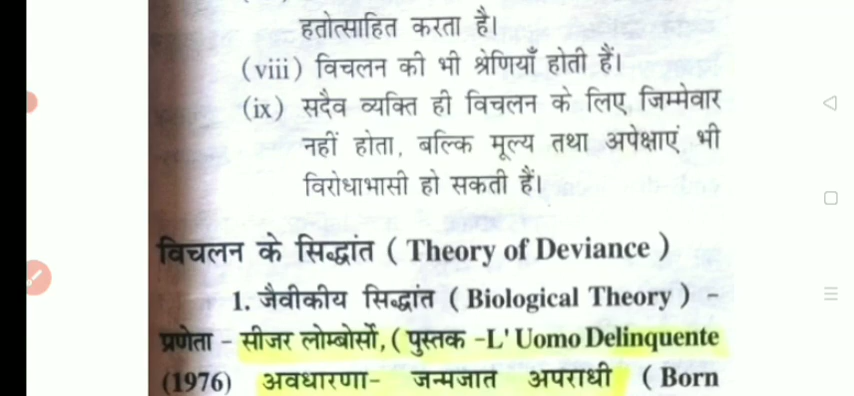 हतोत्साहित करता है।
(viii) विचलन की भी श्रेणियाँ होती हैं।
(ix) सदैव व्यक्ति ही विचलन के लिए जिम्मेवार
नहीं होता, बल्कि मूल्य तथा अपेक्षाएं भी
विरोधाभासी हो सकती हैं।
विचलन के सिद्धांत ( Theory of Deviance )
1. जैवीकीय सिद्धांत ( Biological Theory ) -
प्रणेता - सीजर लोम्बोर्सो, ( पुस्तक -L' Uomo Delinquente
(1976) अवधारणा- जन्मजात अपराधी ( Born